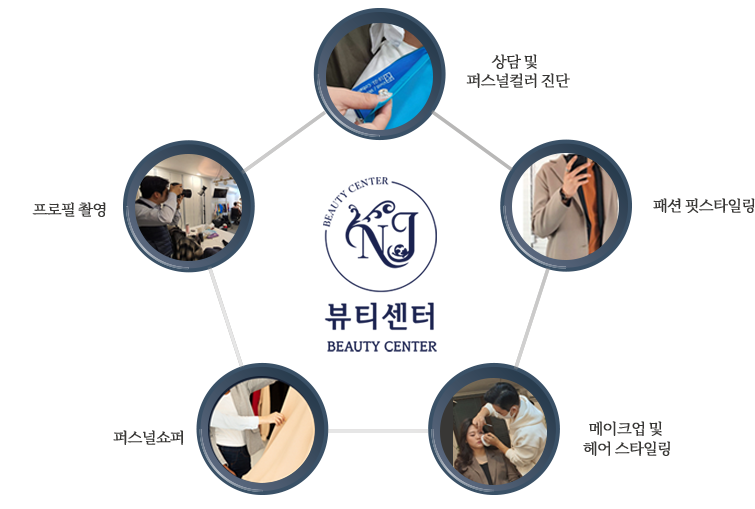 상담 및
퍼스널컬러 진단
프로필 촬영
패션 핏스타일링
BEAUTY CENTER
NJ
뷰티센터
BEAUTY CENTER
퍼스널쇼퍼
메이크업 및
헤어 스타일링